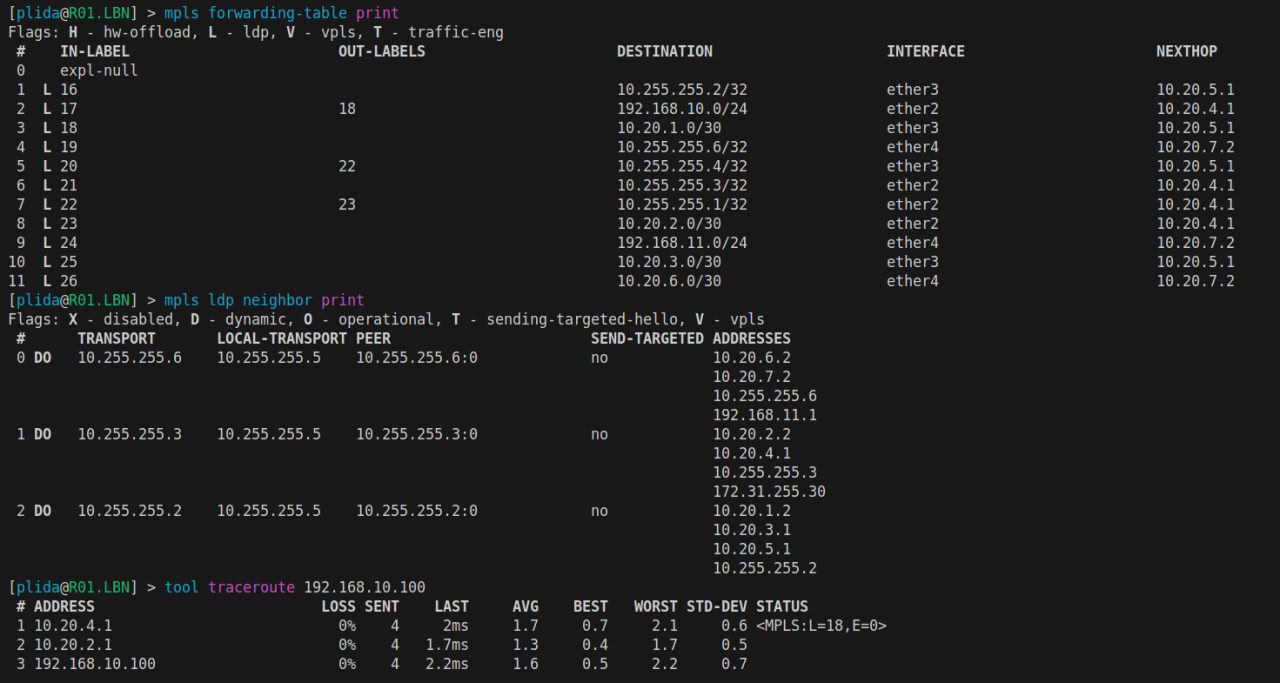 [plida@R01.LBN] > mpls forwarding-table print
Flags: H - hw-offload, L - ldp, V - vpls, T - traffic-eng
 #    IN-LABEL                        OUT-LABELS                      DESTINATION                    INTERFACE                      NEXTHOP
 0    expl-null
 1  L 16                                                              10.255.255.2/32                ether3                         10.20.5.1
 2  L 17                              18                              192.168.10.0/24                ether2                         10.20.4.1
 3  L 18                                                              10.20.1.0/30                   ether3                         10.20.5.1
 4  L 19                                                              10.255.255.6/32                ether4                         10.20.7.2
 5  L 20                              22                              10.255.255.4/32                ether3                         10.20.5.1
 6  L 21                                                              10.255.255.3/32                ether2                         10.20.4.1
 7  L 22                              23                              10.255.255.1/32                ether2                         10.20.4.1
 8  L 23                                                              10.20.2.0/30                   ether2                         10.20.4.1
 9  L 24                                                              192.168.11.0/24                ether4                         10.20.7.2
10  L 25                                                              10.20.3.0/30                   ether3                         10.20.5.1
11  L 26                                                              10.20.6.0/30                   ether4                         10.20.7.2
[plida@R01.LBN] > mpls ldp neighbor print
Flags: X - disabled, D - dynamic, O - operational, T - sending-targeted-hello, V - vpls
 #      TRANSPORT       LOCAL-TRANSPORT PEER                       SEND-TARGETED ADDRESSES
 0 DO   10.255.255.6    10.255.255.5    10.255.255.6:0             no            10.20.6.2
                                                                                 10.20.7.2
                                                                                 10.255.255.6
                                                                                 192.168.11.1
 1 DO   10.255.255.3    10.255.255.5    10.255.255.3:0             no            10.20.2.2
                                                                                 10.20.4.1
                                                                                 10.255.255.3
                                                                                 172.31.255.30
 2 DO   10.255.255.2    10.255.255.5    10.255.255.2:0             no            10.20.1.2
                                                                                 10.20.3.1
                                                                                 10.20.5.1
                                                                                 10.255.255.2
[plida@R01.LBN] > tool traceroute 192.168.10.100
 # ADDRESS                          LOSS SENT    LAST     AVG    BEST   WORST STD-DEV STATUS
 1 10.20.4.1                          0%    4     2ms     1.7     0.7     2.1     0.6 <MPLS:L=18,E=0>
 2 10.20.2.1                          0%    4   1.7ms     1.3     0.4     1.7     0.5
 3 192.168.10.100                     0%    4   2.2ms     1.6     0.5     2.2     0.7